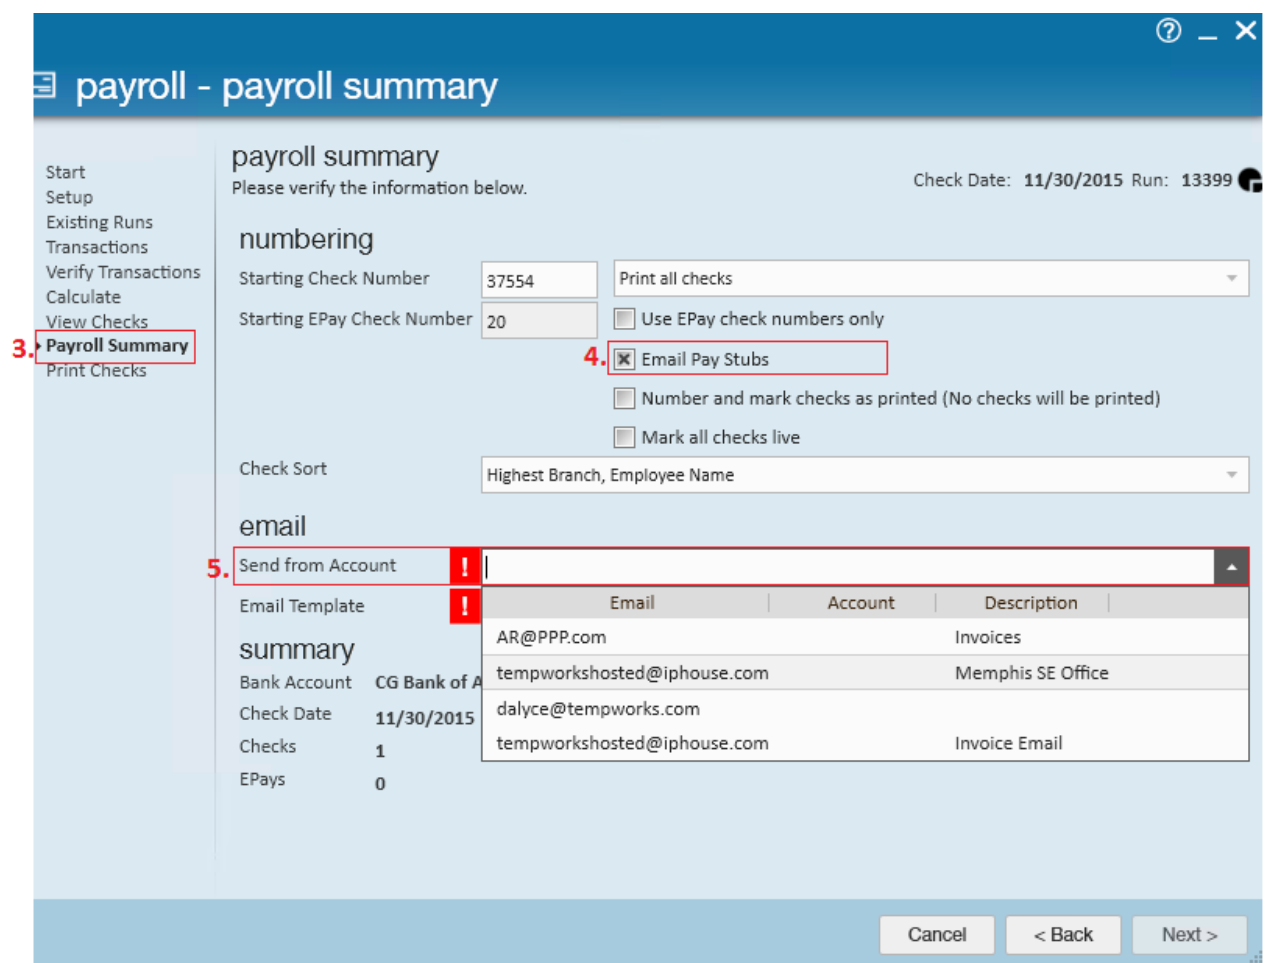 payroll - payroll summary
Start
Setup
Existing Runs
Transactions
Verify Transactions
Calculate
View Checks
3. Payroll Summary
Print Checks
payroll summary
Please verify the information below.
Check Date: 11/30/2015 Run: 13399
numbering
Starting Check Number 37554 Print all checks
Starting EPay Check Number 20 Use EPay check numbers only
4. Email Pay Stubs
Number and mark checks as printed (No checks will be printed)
Mark all checks live
Check Sort Highest Branch, Employee Name
email
5. Send from Account !
Email Template !
Email Account Description
AR@PPP.com Invoices
tempworkshosted@iphouse.com Memphis SE Office
dalyce@tempworks.com
tempworkshosted@iphouse.com Invoice Email
summary
Bank Account CG Bank of A
Check Date 11/30/2015
Checks 1
EPays 0
Cancel < Back Next >